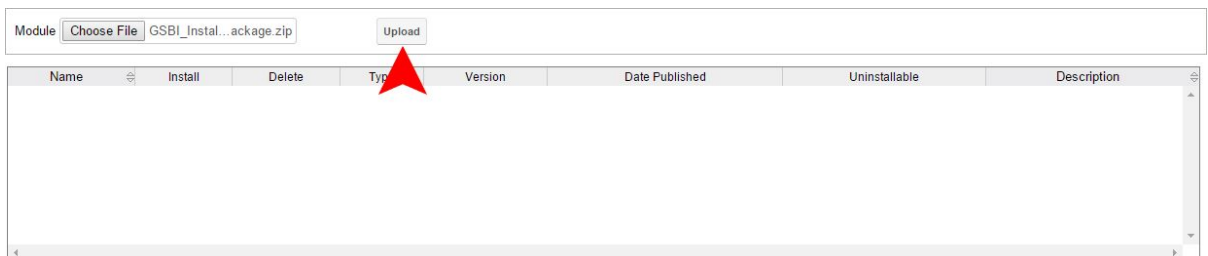 Module Choose File GSBI_Instal...ackage.zip Upload
Name Install Delete Version Date Published Uninstallable Description